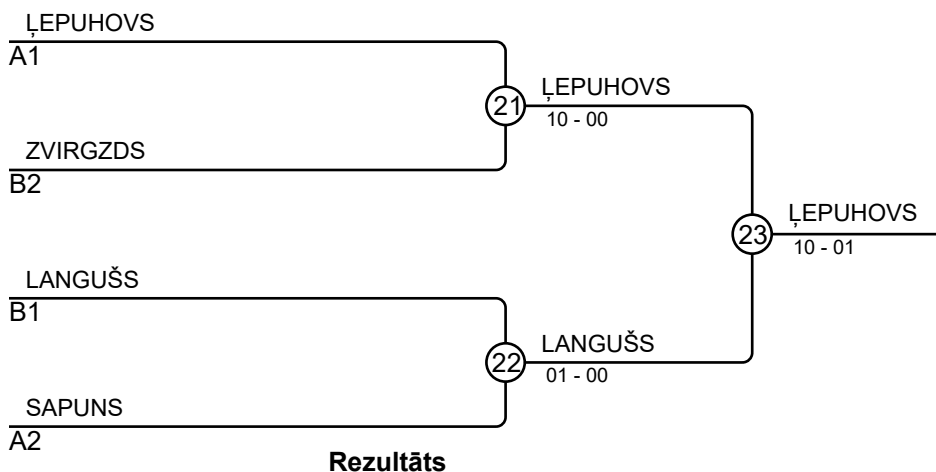 ĻEPUHOVS
A1
21
ĻEPUHOVS
10 - 00
ZVIRGZDS
B2
23
ĻEPUHOVS
10 - 01
LANGUŠS
B1
22
LANGUŠS
01 - 00
SAPUNS
A2
Rezultāts